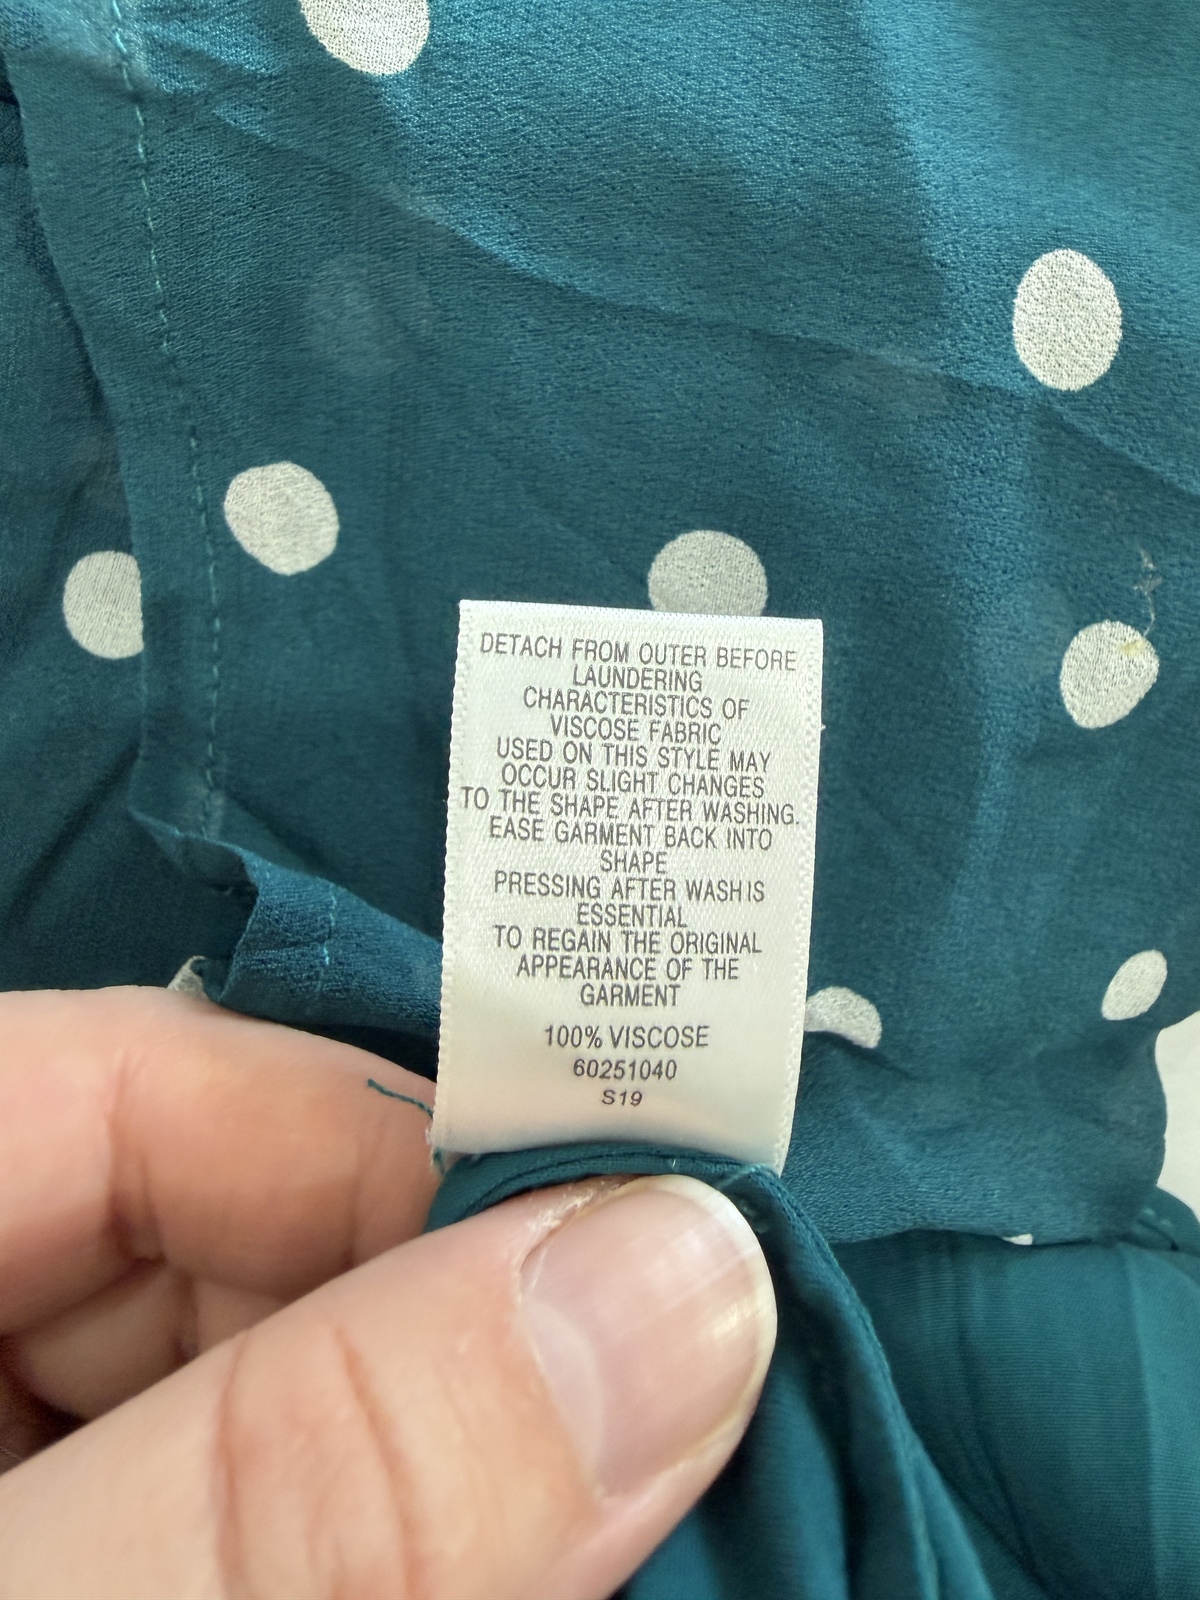 DETACH FROM OUTER BEFORE
LAUNDERING
CHARACTERISTICS OF
VISCOSE FABRIC
USED ON THIS STYLE MAY
OCCUR SLIGHT CHANGES
TO THE SHAPE AFTER WASHING.
EASE GARMENT BACK INTO
SHAPE
PRESSING AFTER WASH IS
ESSENTIAL
TO REGAIN THE ORIGINAL
APPEARANCE OF THE
GARMENT
100% VISCOSE
60251040
S19